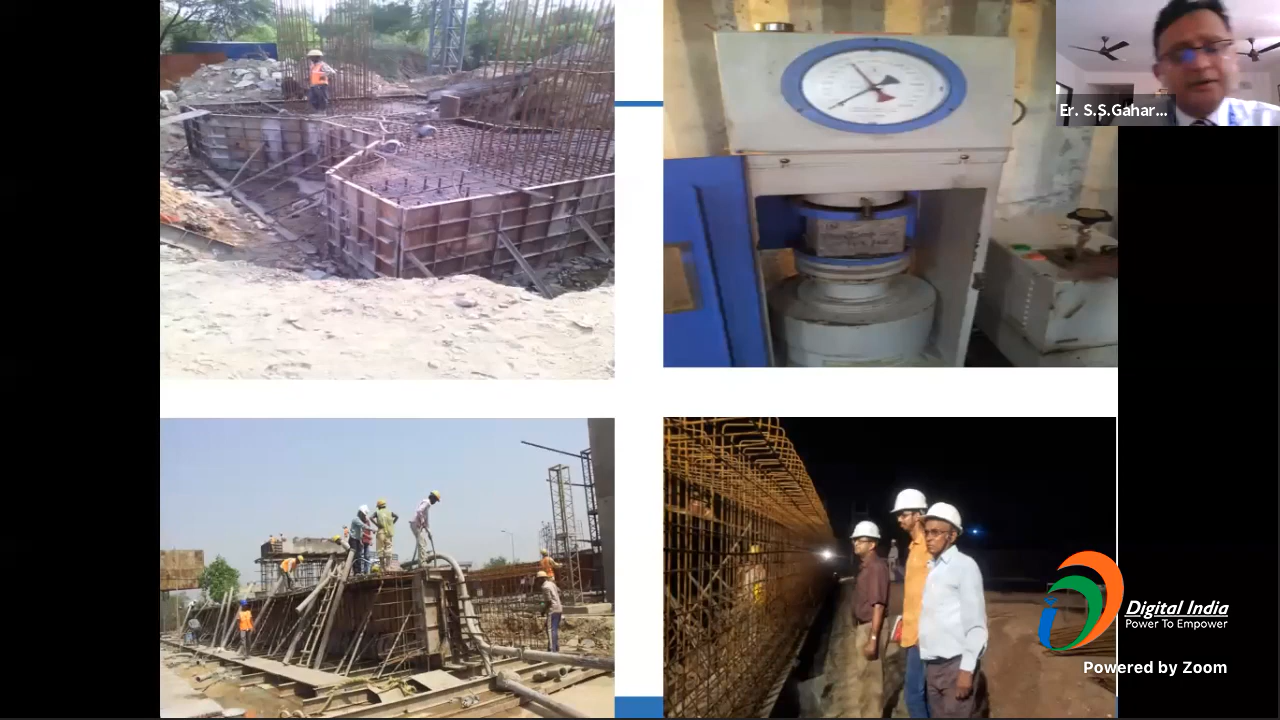 Er. S.S.Gahar...
Digital India
Power To Empower
Powered by Zoom